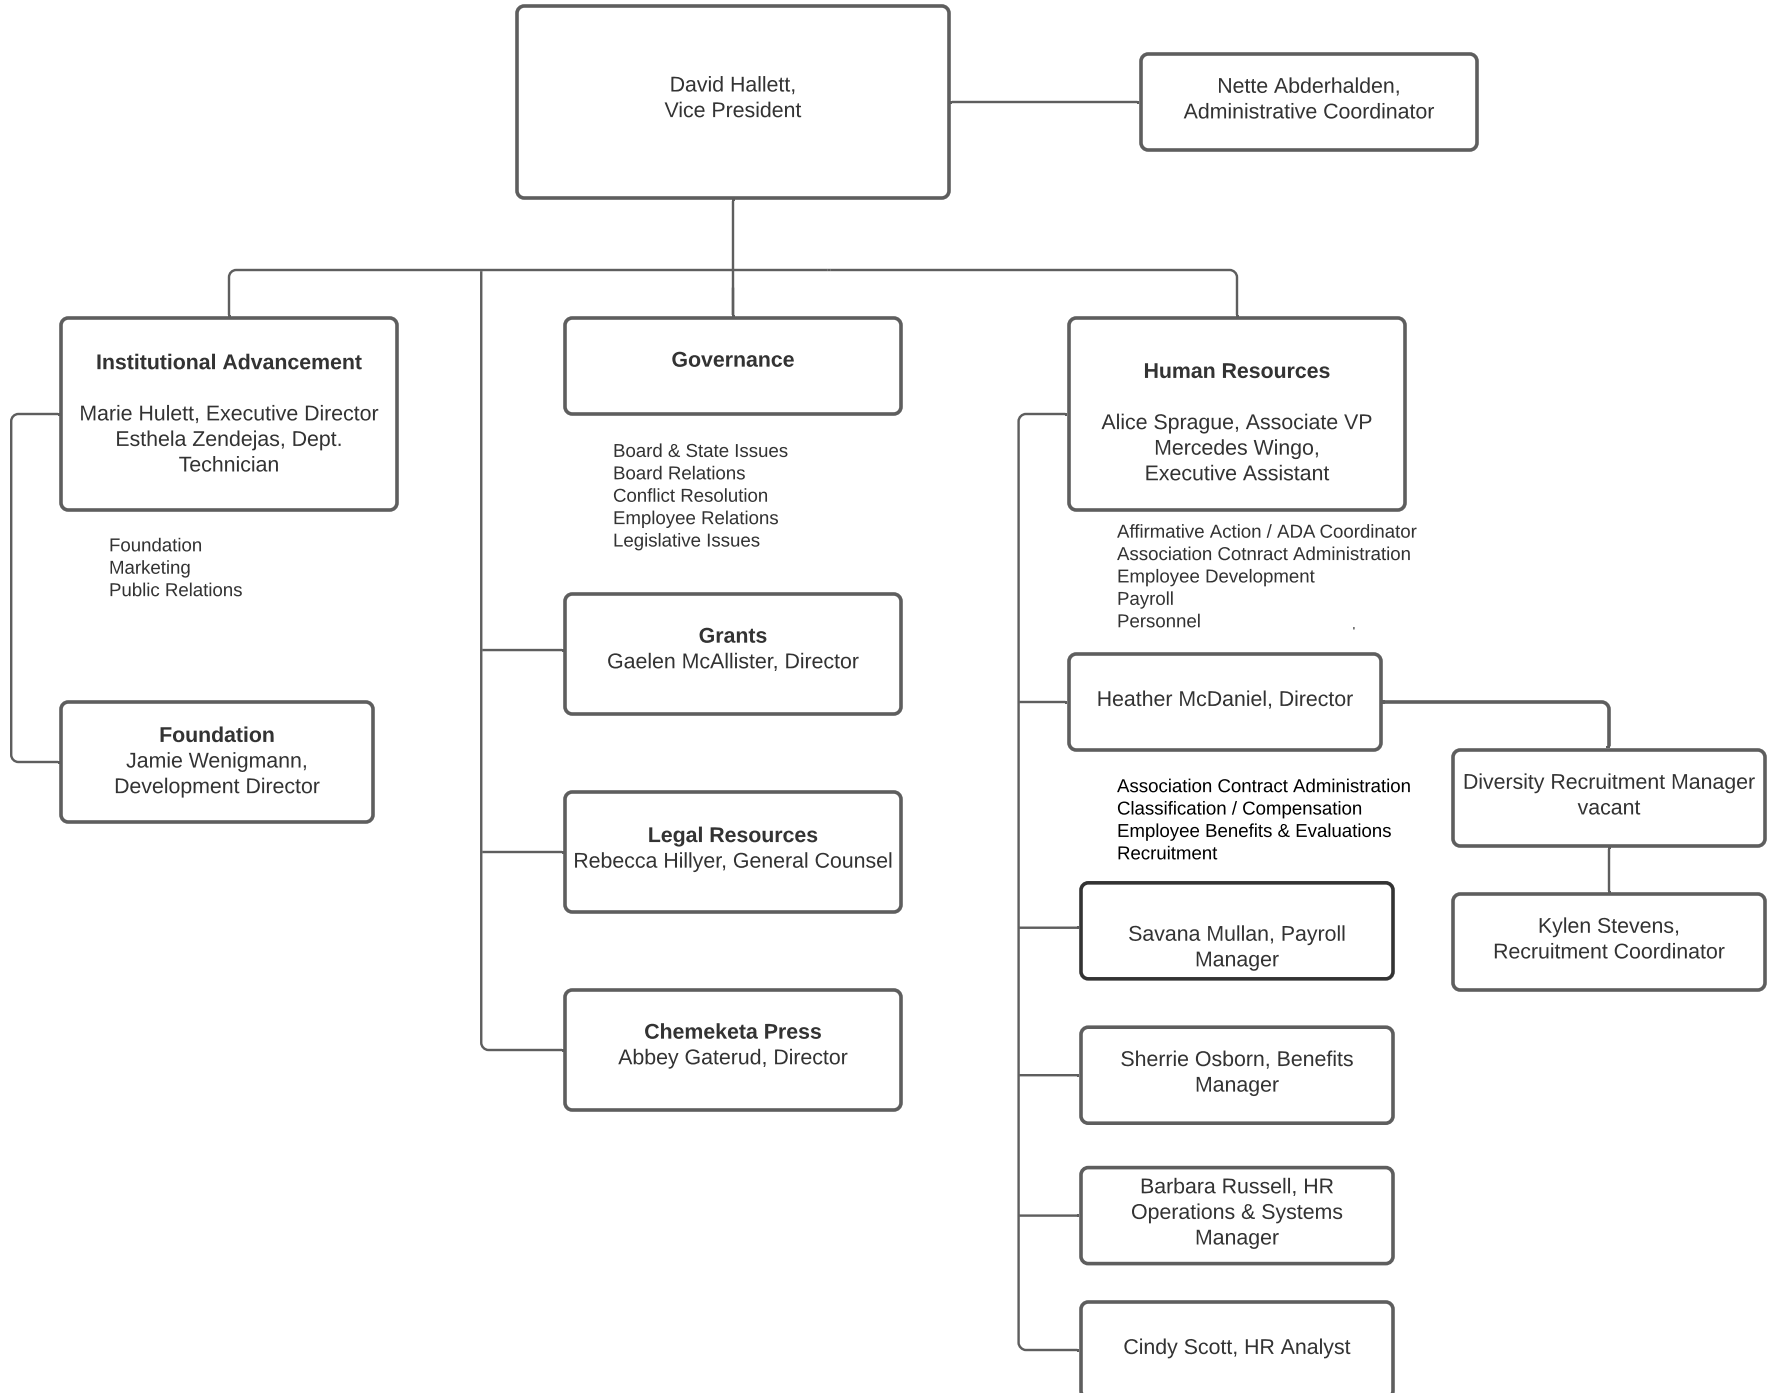 David Hallett,
Vice President
Nette Abderhalden,
Administrative Coordinator
Institutional Advancement
Marie Hulett, Executive Director
Esthela Zendejas, Dept.
Technician
Foundation
Marketing
Public Relations
Foundation
Jamie Wenigmann,
Development Director
Governance
Board & State Issues
Board Relations
Conflict Resolution
Employee Relations
Legislative Issues
Grants
Gaelen McAllister, Director
Legal Resources
Rebecca Hillyer, General Counsel
Chemeketa Press
Abbey Gaterud, Director
Human Resources
Alice Sprague, Associate VP
Mercedes Wingo,
Executive Assistant
Affirmative Action / ADA Coordinator
Association Cotnract Administration
Employee Development
Payroll
Personnel
Heather McDaniel, Director
Association Contract Administration
Classification / Compensation
Employee Benefits & Evaluations
Recruitment
Diversity Recruitment Manager
vacant
Kylen Stevens,
Recruitment Coordinator
Savana Mullan, Payroll
Manager
Sherrie Osborn, Benefits
Manager
Barbara Russell, HR
Operations & Systems
Manager
Cindy Scott, HR Analyst